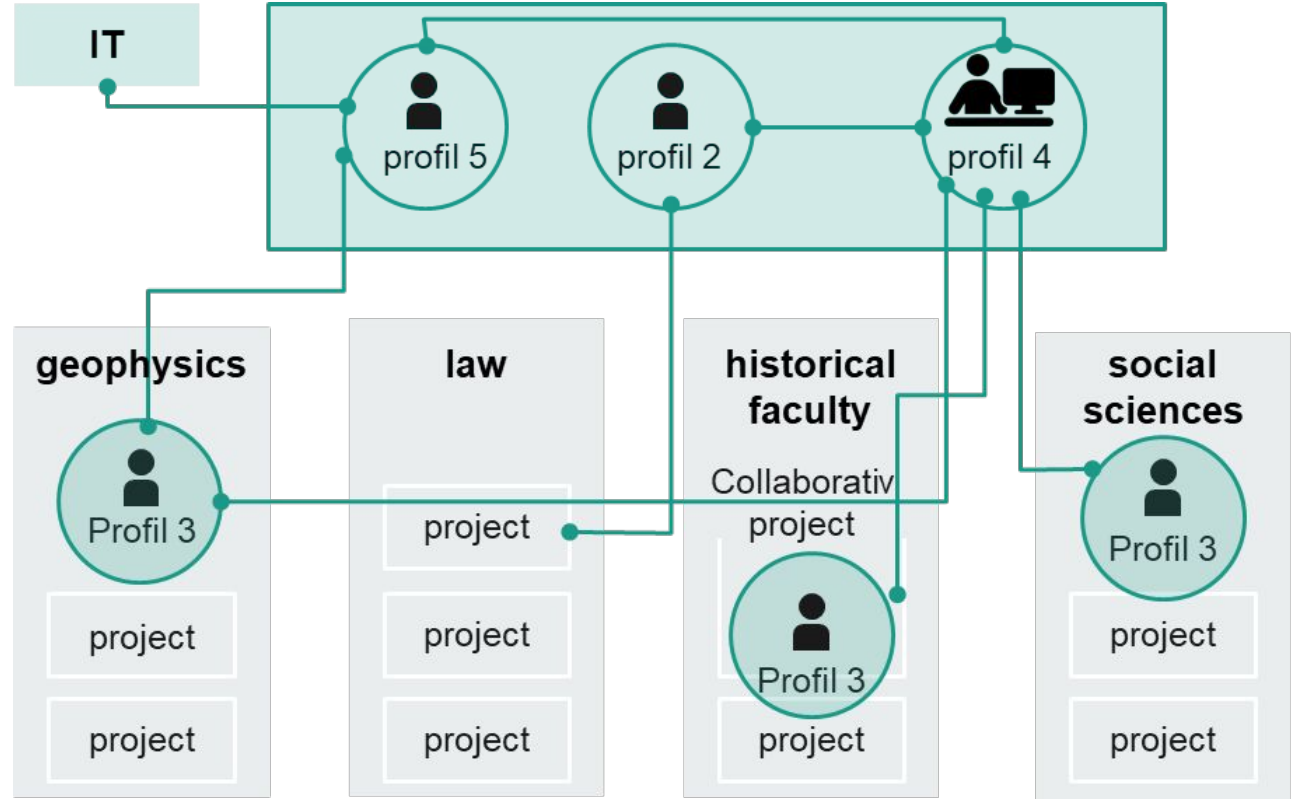 IT
profil 5
profil 2
profil 4
geophysics
Profil 3
project
project
law
project
project
project
historical
faculty
Collaborativ
project
Profil 3
project
social
sciences
Profil 3
project
project